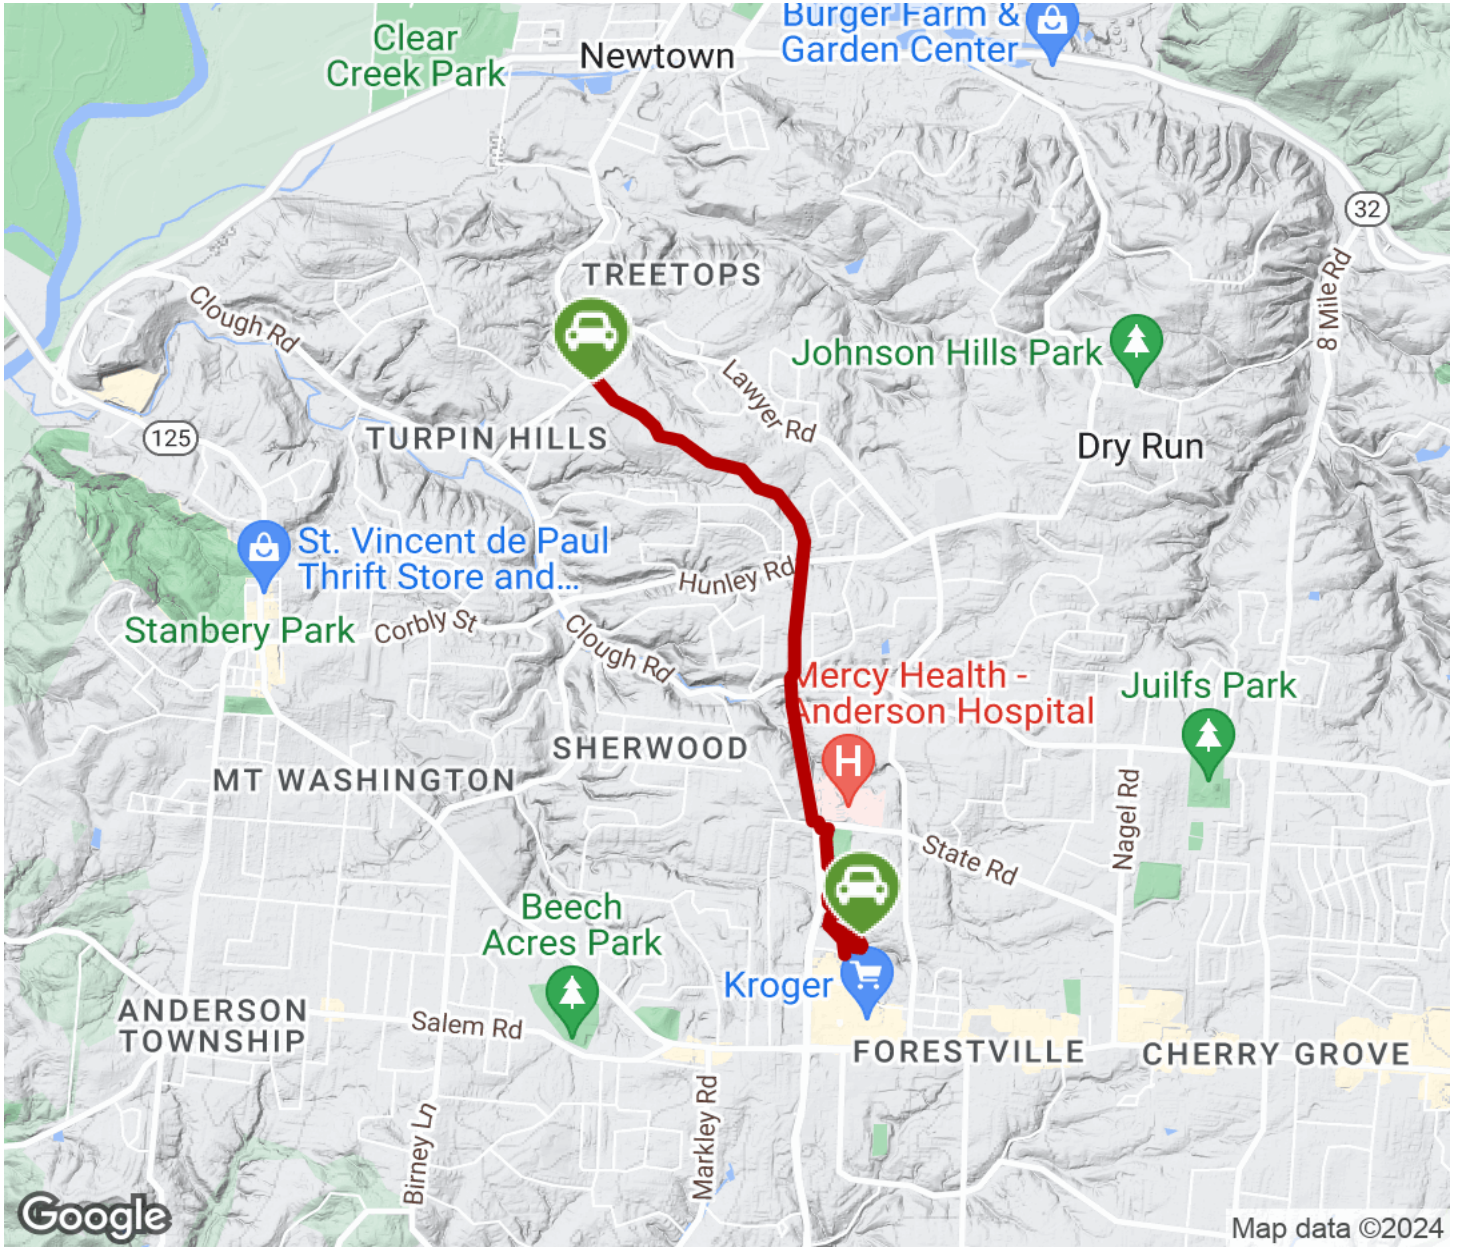 Burger Farm &
Garden Center
Clear
Creek Park
Newtown
32
TREETOPS
8 Mile Rd
Clough Rd
Johnson Hills Park
Lawyer Rd
125
TURPIN HILLS
Dry Run
St. Vincent de Paul
Thrift Store and...
Hunley Rd
Stanbery Park
Corbly St
Clough Rd
Mercy Health -
Anderson Hospital
H
Juilfs Park
SHERWOOD
MT WASHINGTON
Nagel Rd
State Rd
Beech
Acres Park
Kroger
ANDERSON
TOWNSHIP
Salem Rd
FORESTVILLE
CHERRY GROVE
Markley Rd
Birney Ln
Google
Map data ©2024